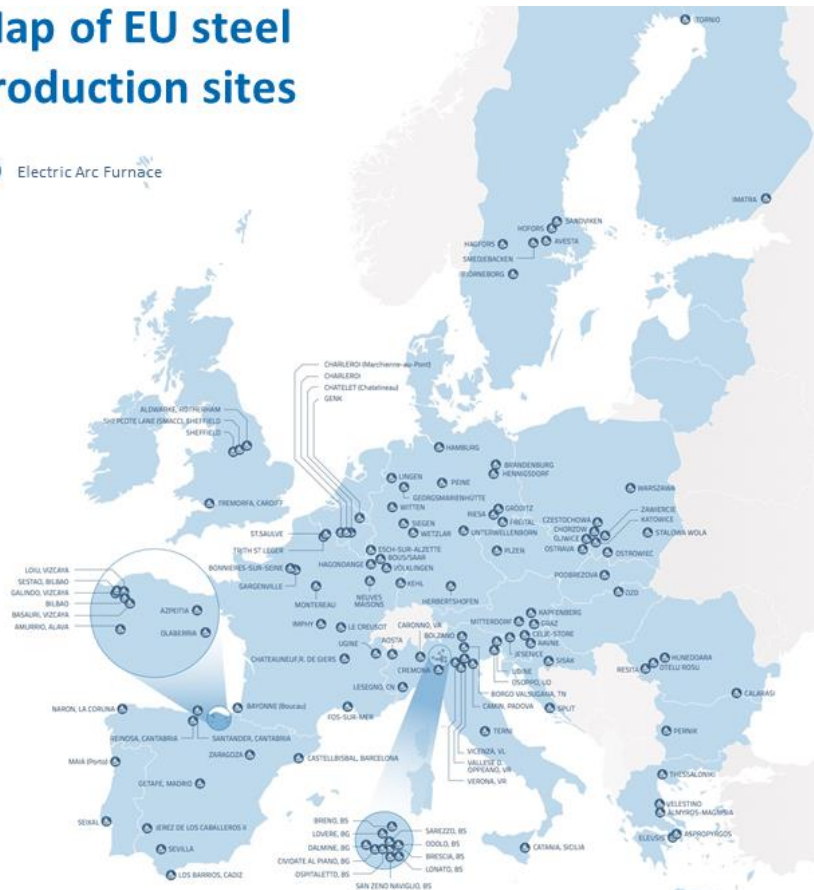 Map of EU steel
production sites
Electric Arc Furnace
TORNIO
IMATRA
SANDVIKEN
HOFORS
AVESTA
HAGFORS
SMEDJEBACKEN
BJÖRNEBORG
CHARLEROI (Marchienne-au-Pont)
CHARLEROI
CHATELET (Chatelineau)
GENK
ALDWARKE, ROTHERHAM
SHEPCOTE LANE (SMACC), SHEFFIELD
SHEFFIELD
TREMORFA, CARDIFF
HAMBURG
BRANDENBURG
HENNIGSDORF
LINGEN
PEINE
GEORGSMARIENHÜTTE
WARSZAWA
WITTEN
GRÖDITZ
RIESA
FREITAL
ZAWIERCIE
CZESTOCHOWA
KATOWICE
CHORZOW
SIEGEN
WETZLAR
UNTERWELLENBORN
GLIWICE
STALOWA WOLA
ST.SAULVE
TRITH ST LEGER
ESCH-SUR-ALZETTE
PLZEN
OSTRAVA
OSTROWIEC
BOUS/SAAR
BONNIERES-SUR-SEINE
HAGONDANGE
VÖLKLINGEN
PODBREZOVA
GARGENVILLE
NEUVES
MAISONS
KEHL
HERBERTSHOFEN
OZD
MONTEREAU
LOIU, VIZCAYA
SESTAO, BILBAO
GALINDO, VIZCAYA
BILBAO
BASAURI, VIZCAYA
AMURRIO, ALAVA
AZPEITIA
OLABERRIA
IMPHY
LE CREUSOT
KAPFENBERG
MITTERDORF
GRAZ
CARONNO, VA
BOLZANO
CELJE-STORE
RAVNE
UGINE
AOSTA
JESENICE
SISAK
CHATEAUNEUF, R. DE GIERS
CREMONA
UDINE
OSOPPO, UD
HUNEDOARA
OTELU ROSU
RESITA
LESEGNO, CN
BORGO VALSUGANA, TN
CAMIN, PADOVA
CALARASI
NARON, LA CORUNA
BAYONNE (Boucau)
FOS-SUR-MER
SPLIT
REINOSA, CANTABRIA
SANTANDER, CANTABRIA
TERNI
PERNIK
ZARAGOZA
CASTELLBISBAL, BARCELONA
VICENZA, VI.
VALLESE D.
OPPEANO, VR
VERONA, VR
MAIA (Porto)
GETAFE, MADRID
THESSALONIKI
VELESTINO
ALMYROS-MAGNISIA
SEIXAL
JEREZ DE LOS CABALLEROS II
ELEUSIS
ASPROPYRGOS
BRENO, BS
LOVERE, BG
DALMINE, BG
CIVIDATE AL PIANO, BG
OSPITALETTO, BS
SAN ZENO NAVIGLIO, BS
SAREZZO, BS
ODOLO, BS
BRESCIA, BS
LONATO, BS
SEVILLA
CATANIA, SICILIA
LOS BARRIOS, CADIZ